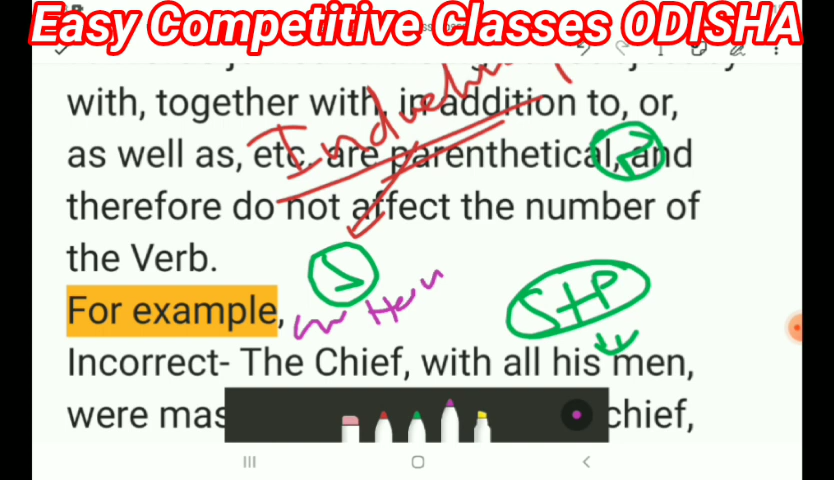 Easy Competitive Classes ODISHA
with, together with, in addition to, or,
as well as, etc. are parenthetical, and
therefore do not affect the number of
the Verb.
For example,
S+P
Incorrect- The Chief, with all his men,
were mas chief,